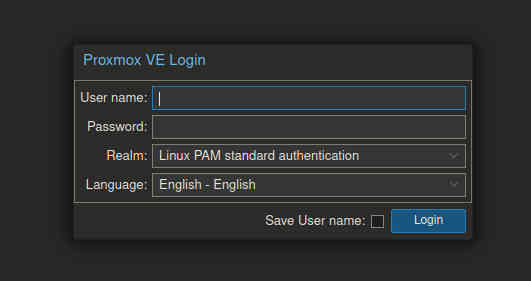 Proxmox VE Login
User name:
Password:
Realm: Linux PAM standard authentication
Language: English - English
Save User name: Login